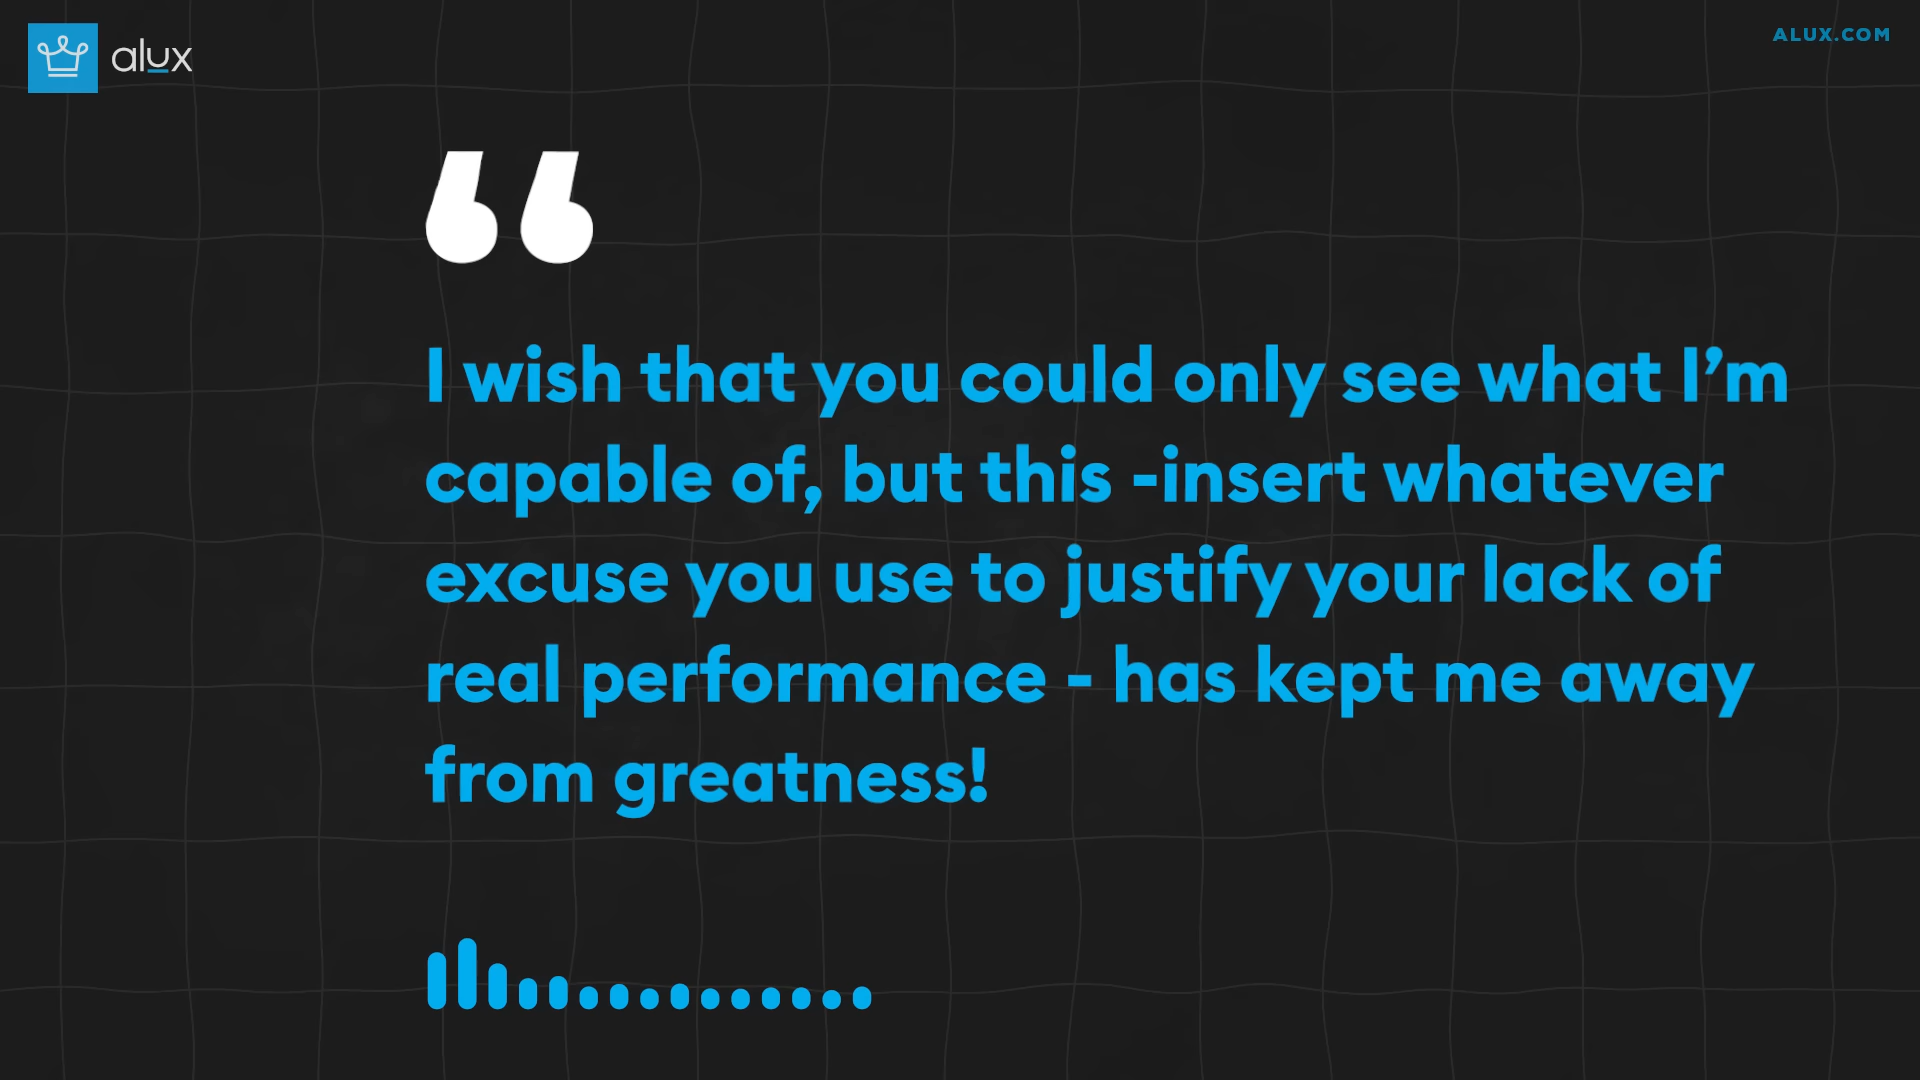 alux
ALUX.COM
“
I wish that you could only see what I’m
capable of, but this -insert whatever
excuse you use to justify your lack of
real performance - has kept me away
from greatness!